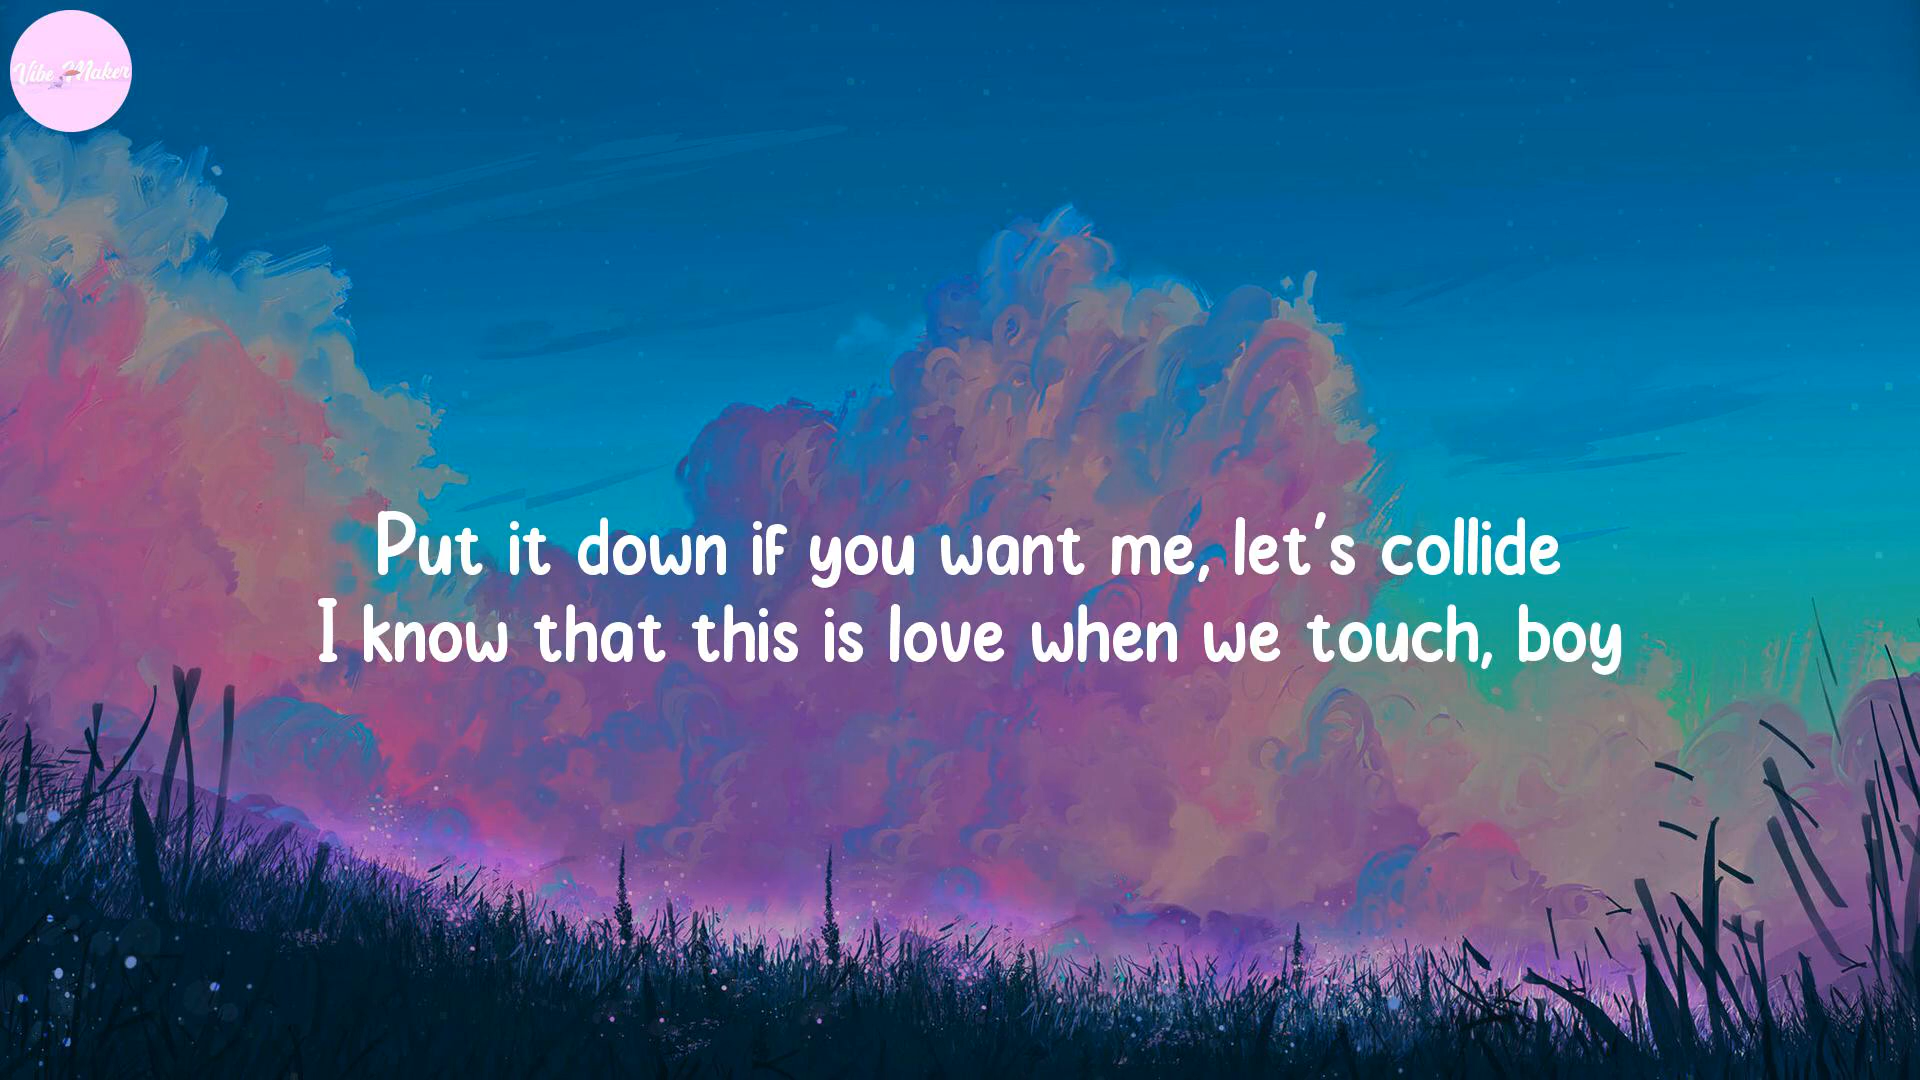 Vibe Maker
Put it down if you want me, let's collide
I know that this is love when we touch, boy